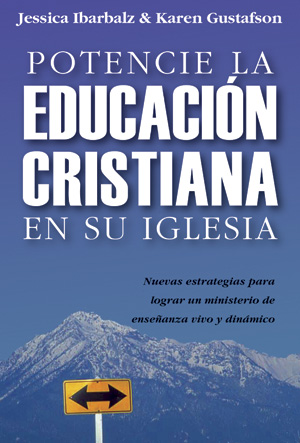 Jessica Ibarbalz & Karen Gustafson
POTENCIE LA
EDUCACIÓN
CRISTIANA
EN SU IGLESIA
Nuevas estrategias para
lograr un ministerio de
enseñanza vivo y dinámico